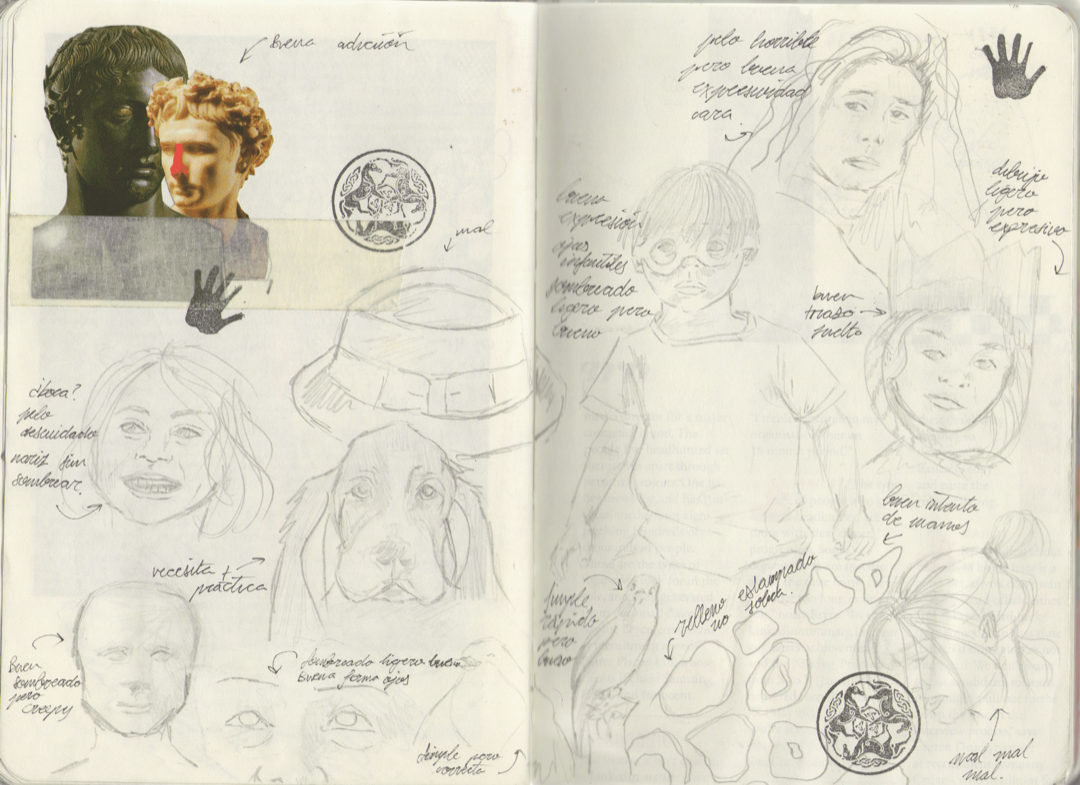 Buena adición
mal
¿boca?
pelo
descuidado
nariz sin
sombrear.
necesita +
práctica
Buen
sombreado
pero
creepy
sombreado ligero bueno
buena forma ojos
simple pero
correcto
pelo horrible
pero buena
expresividad
cara.
dibujo
ligero
pero
expresivo
buena
expresión
ojos
infantiles
sombreado
ligero pero
bueno
buen
trazo
suelto
buen intento
de manos
simple
rápido
pero
bueno
relleno estampado
no
mal mal
mal.